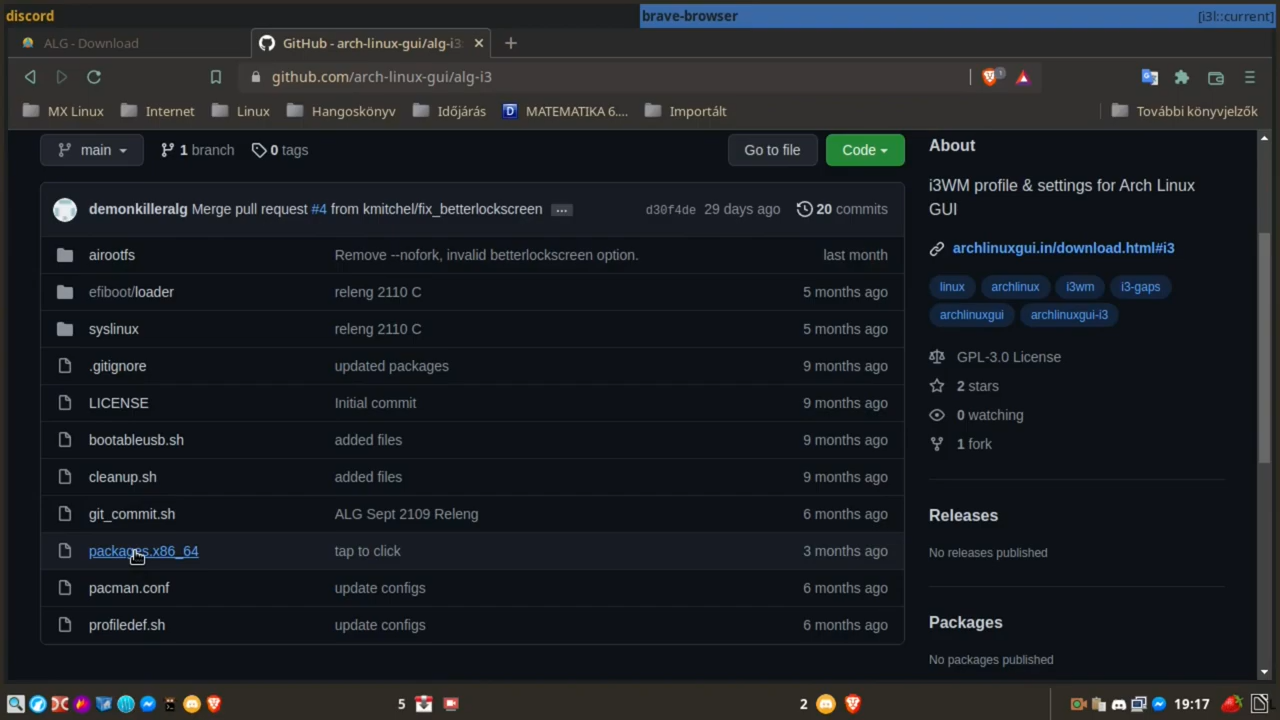 discord
brave-browser
[i3l::current]
ALG - Download
GitHub - arch-linux-gui/alg-i3
github.com/arch-linux-gui/alg-i3
1
MX Linux
Internet
Linux
Hangoskönyv
Időjárás
D MATEMATIKA 6....
Importált
További könyvjelzők
main
1 branch
0 tags
Go to file
Code
demonkilleralg Merge pull request #4 from kmitchel/fix_betterlockscreen ...
d30f4de 29 days ago
20 commits
airootfs
Remove --nofork, invalid betterlockscreen option.
last month
efiboot/loader
releng 2110 C
5 months ago
syslinux
releng 2110 C
5 months ago
.gitignore
updated packages
9 months ago
LICENSE
Initial commit
9 months ago
bootableusb.sh
added files
9 months ago
cleanup.sh
added files
9 months ago
git_commit.sh
ALG Sept 2109 Releng
6 months ago
packages.x86_64
tap to click
3 months ago
pacman.conf
update configs
6 months ago
profiledef.sh
update configs
6 months ago
About
i3WM profile & settings for Arch Linux
GUI
archlinuxgui.in/download.html#i3
linux
archlinux
i3wm
i3-gaps
archlinuxgui
archlinuxgui-i3
GPL-3.0 License
2 stars
0 watching
1 fork
Releases
No releases published
Packages
No packages published
5
2
19:17